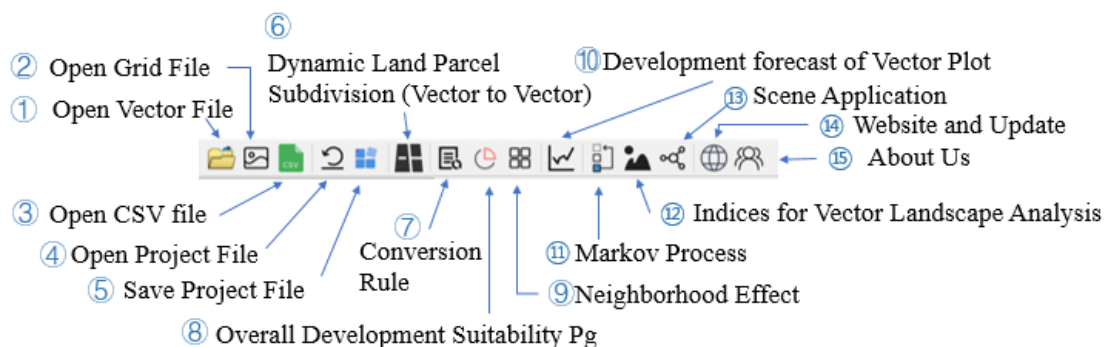 ⑥
② Open Grid File
Dynamic Land Parcel
Subdivision (Vector to Vector)
⑩Development forecast of Vector Plot
① Open Vector File
⑬ Scene Application
⑭ Website and Update
⑮ About Us
CSV
③ Open CSV file
⑦
Conversion
Rule
⑫ Indices for Vector Landscape Analysis
④ Open Project File
⑪ Markov Process
⑤ Save Project File
⑨Neighborhood Effect
⑧ Overall Development Suitability Pg